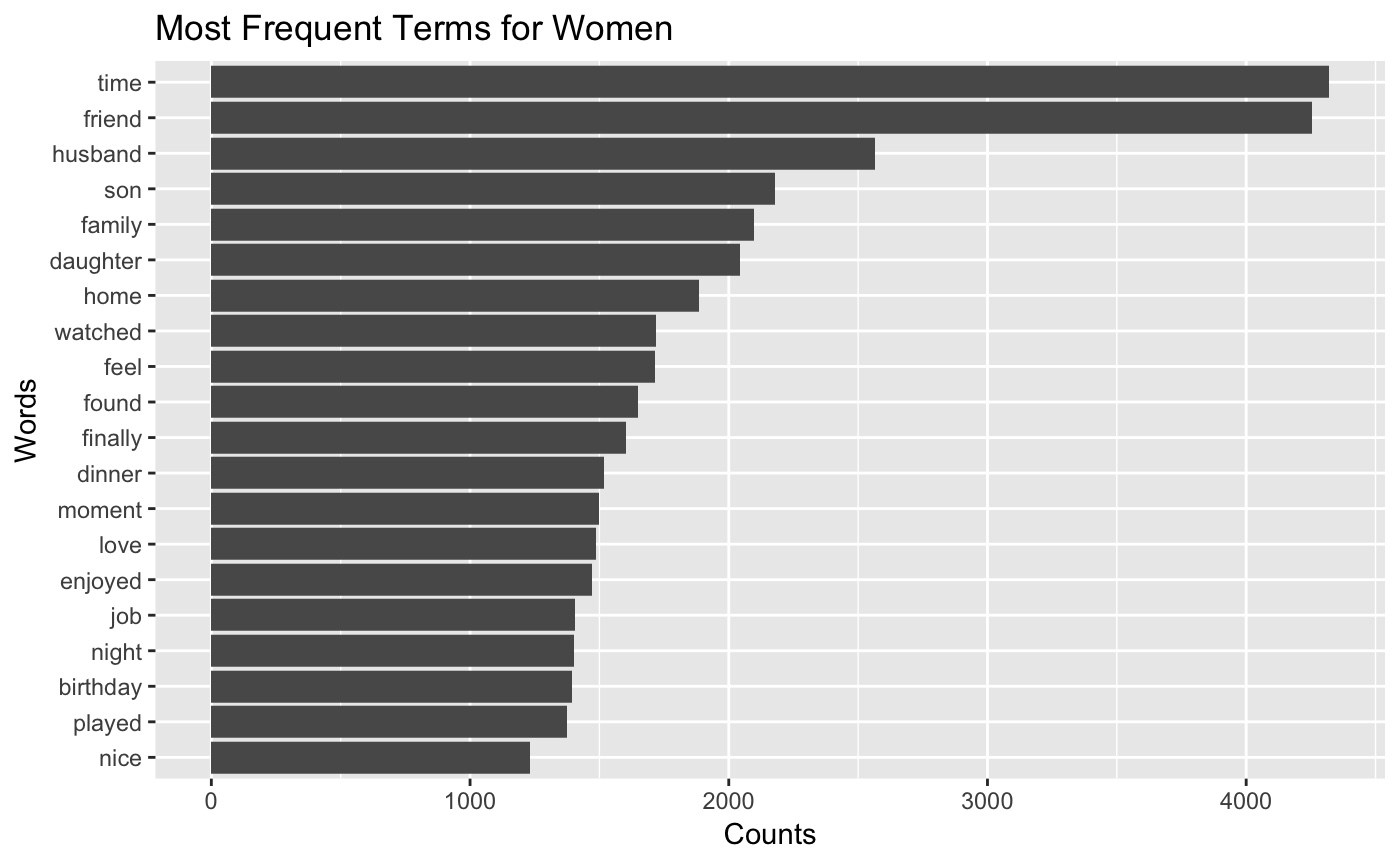 Most Frequent Terms for Women
time
friend
husband
son
family
daughter
home
watched
feel
found
finally
dinner
moment
love
enjoyed
job
night
birthday
played
nice
Words
0 1000 2000 3000 4000
Counts